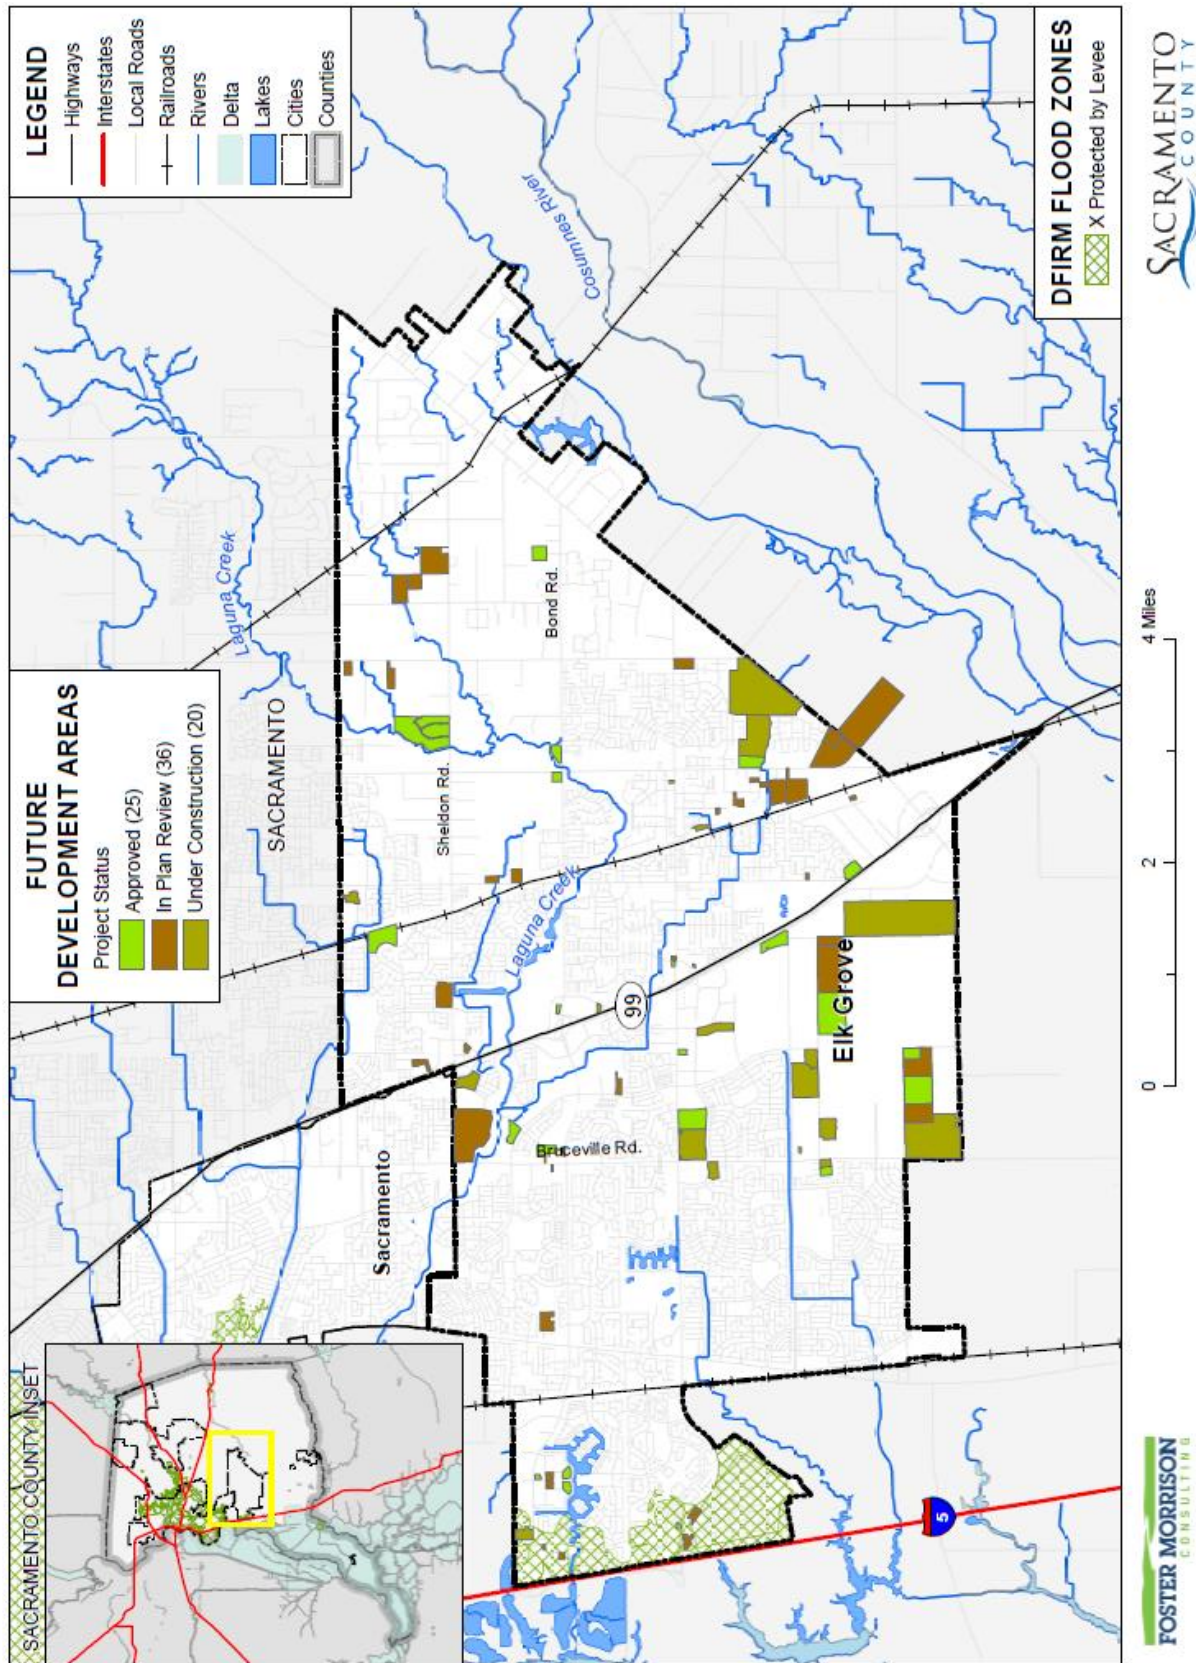 SACRAMENTO COUNTY INSET
FUTURE
DEVELOPMENT AREAS
Project Status
Approved (25)
In Plan Review (36)
Under Construction (20)
LEGEND
Highways
Interstates
Local Roads
Railroads
Rivers
Delta
Lakes
Cities
Counties
SACRAMENTO
Laguna Creek
Cosumnes River
Sacramento
Sheldon Rd.
Laguna Creek
Bond Rd.
Bruceville Rd.
99
Elk Grove
5
DFIRM FLOOD ZONES
X Protected by Levee
FOSTER MORRISON
CONSULTING
0
2
4 Miles
SACRAMENTO
COUNTY